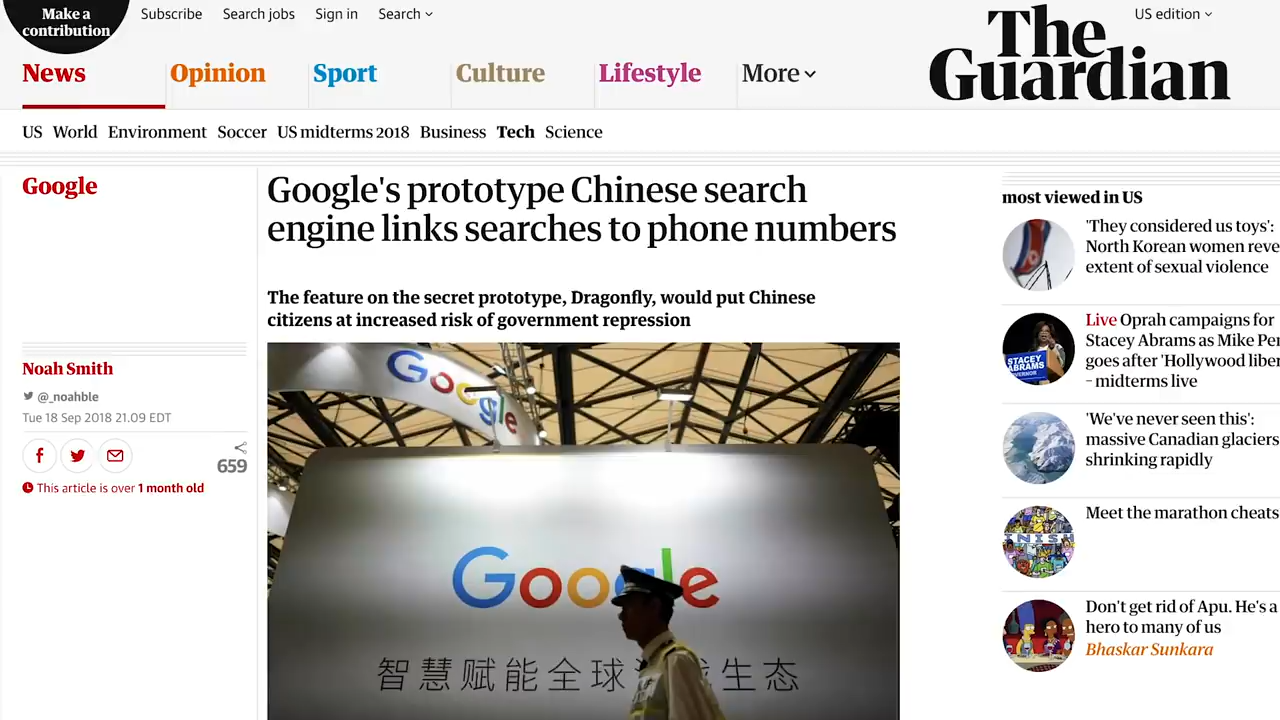 Make a
contribution
Subscribe
Search jobs
Sign in
Search
US edition
The
Guardian
News
Opinion
Sport
Culture
Lifestyle
More
US
World
Environment
Soccer
US midterms 2018
Business
Tech
Science
Google
Google's prototype Chinese search
engine links searches to phone numbers
The feature on the secret prototype, Dragonfly, would put Chinese
citizens at increased risk of government repression
Noah Smith
@_noahble
Tue 18 Sep 2018 21.09 EDT
659
This article is over 1 month old
Google
Google
智慧赋能全球 生态
most viewed in US
'They considered us toys':
North Korean women reve
extent of sexual violence
Live Oprah campaigns for
Stacey Abrams as Mike Pe
goes after 'Hollywood liber
– midterms live
STACEY
ABRAMS
GOVERNOR
'We've never seen this':
massive Canadian glaciers
shrinking rapidly
Meet the marathon cheats
INISH
Don't get rid of Apu. He's a
hero to many of us
Bhaskar Sunkara